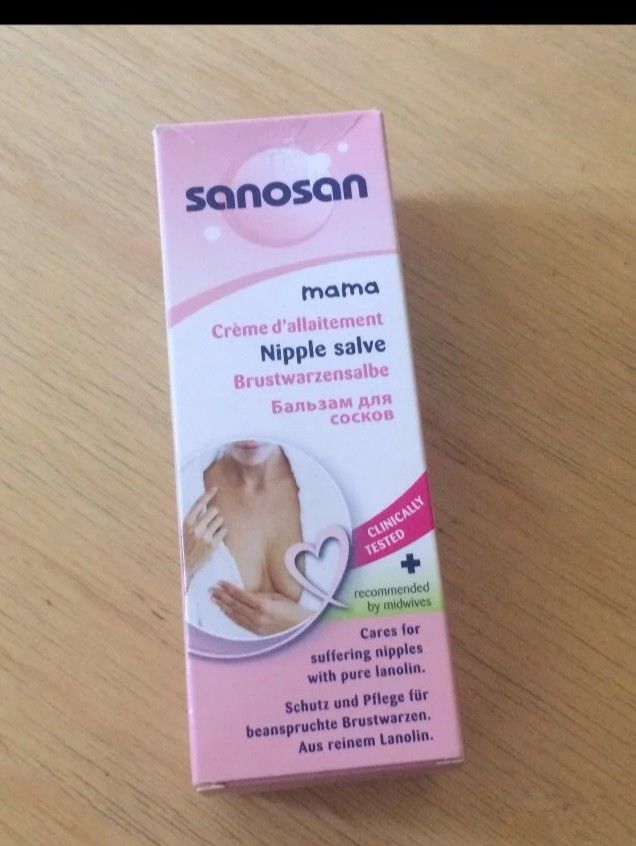 sanosan
mama
Crème d'allaitement
Nipple salve
Brustwarzensalbe
Бальзам для
сосков
CLINICALLY
TESTED
recommended
by midwives
Cares for
suffering nipples
with pure lanolin.
Schutz und Pflege für
beanspruchte Brustwarzen.
Aus reinem Lanolin.